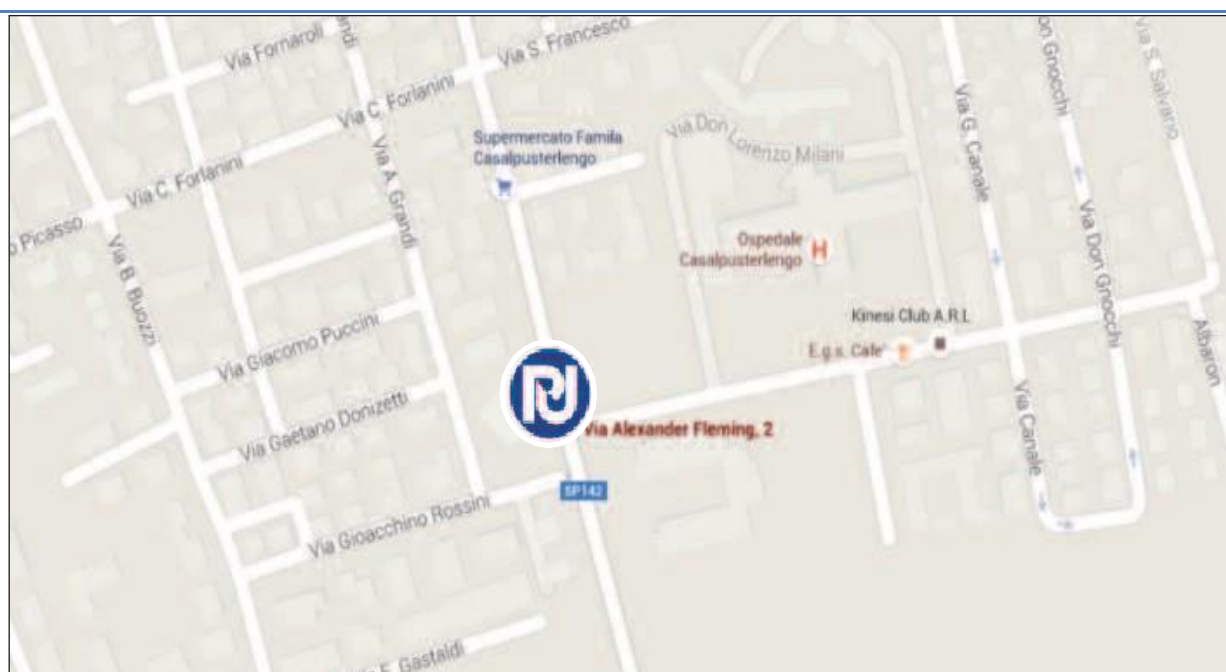 Via Fornaroli
andi
Via S. Francesco
Via C. Forlanini
Via A. Grandi
Supermercato Famila
Casalpusterlengo
Via Don Lorenzo Milani
Via G. Canale
Don Gnocchi
Via S. Salvario
Via C. Forlanini
o Picasso
Via B. Buozzi
Ospedale
Casalpusterlengo
H
Via Don Gnocchi
Kinesi Club A.R.L
E.g.s. Cafe'
Albaron
Via Giacomo Puccini
Via Gaetano Donizetti
Via Alexander Fleming, 2
Via Canale
SP142
Via Gioacchino Rossini
F. Gastaldi